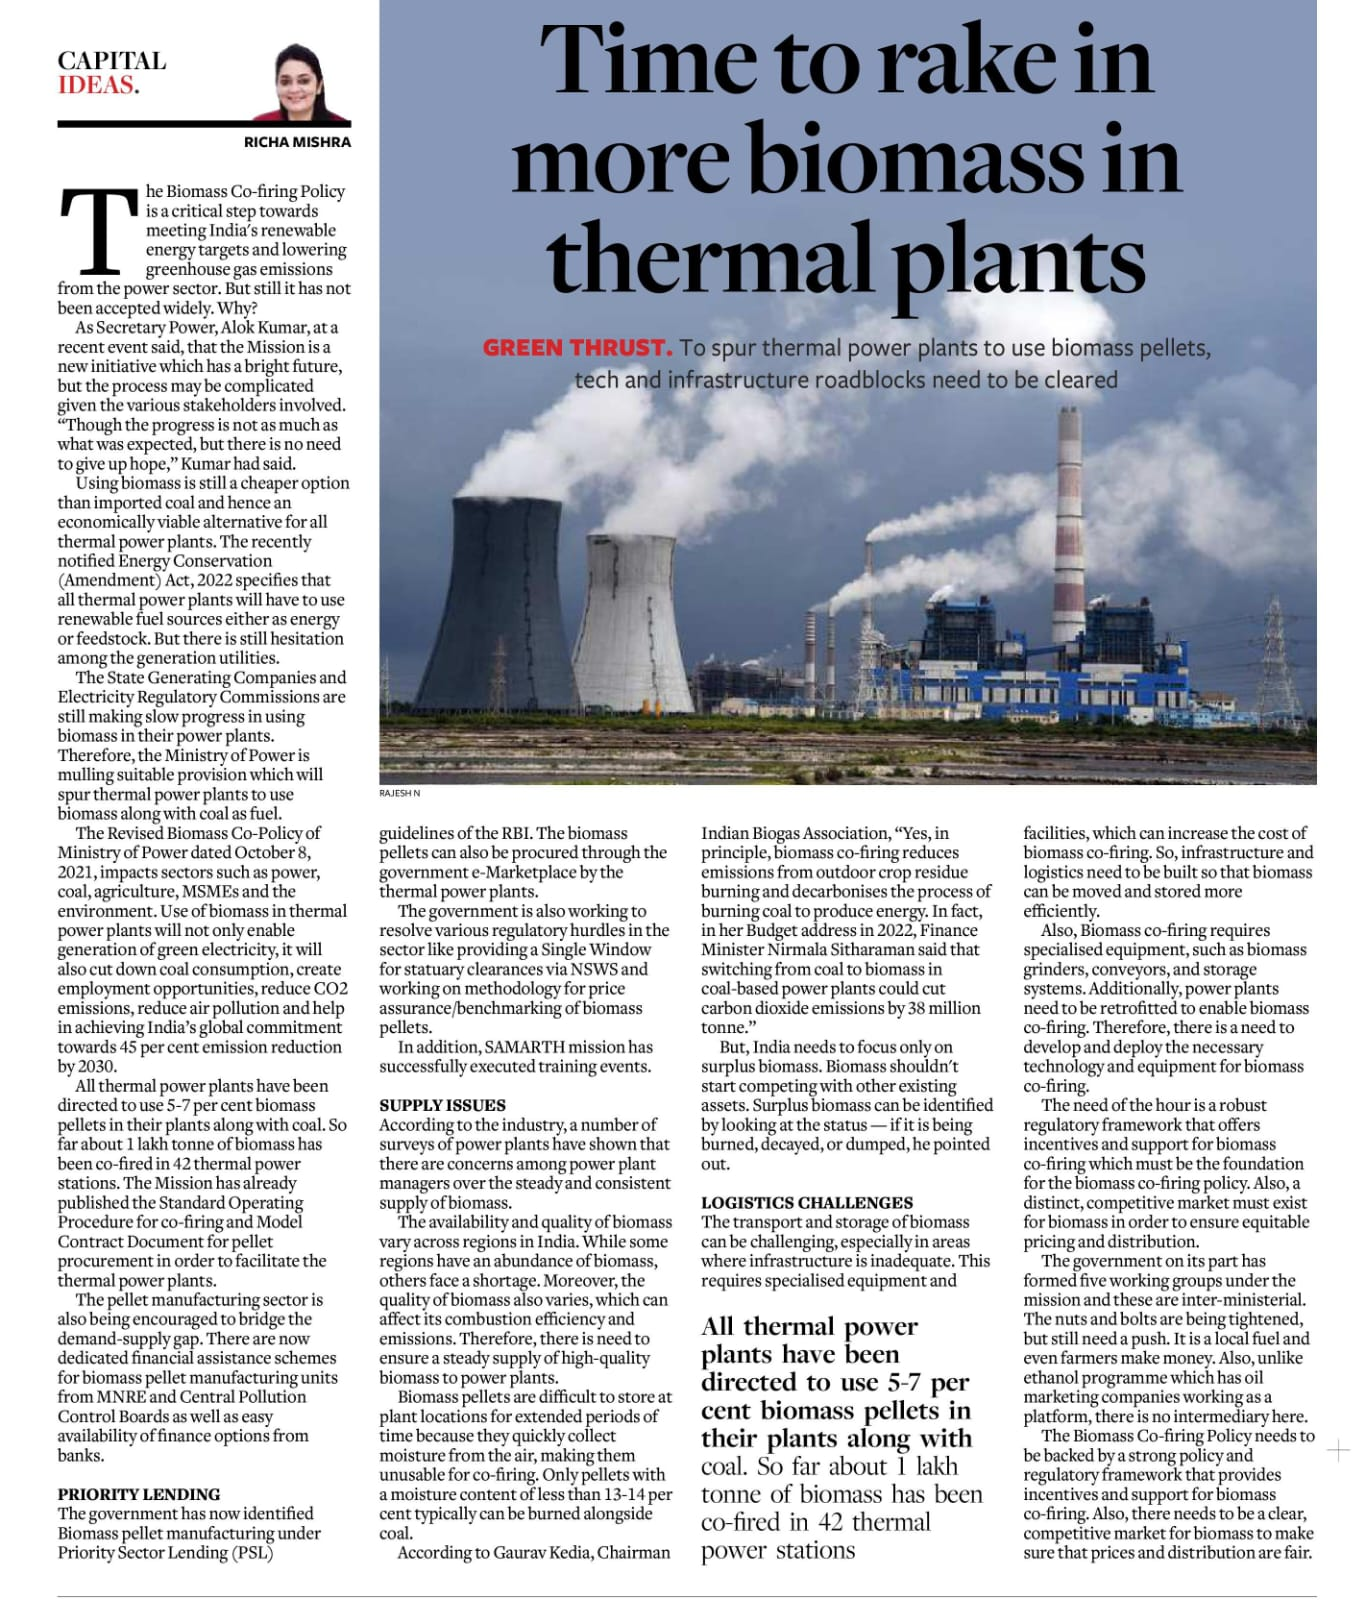 CAPITAL
IDEAS.
RICHA MISHRA
Time to rake in
more biomass in
thermal plants
GREEN THRUST. To spur thermal power plants to use biomass pellets,
tech and infrastructure roadblocks need to be cleared
The Biomass Co-firing Policy
is a critical step towards
meeting India's renewable
energy targets and lowering
greenhouse gas emissions
from the power sector. But still it has not
been accepted widely. Why?
As Secretary Power, Alok Kumar, at a
recent event said, that the Mission is a
new initiative which has a bright future,
but the process may be complicated
given the various stakeholders involved.
“Though the progress is not as much as
what was expected, but there is no need
to give up hope,” Kumar had said.
Using biomass is still a cheaper option
than imported coal and hence an
economically viable alternative for all
thermal power plants. The recently
notified Energy Conservation
(Amendment) Act, 2022 specifies that
all thermal power plants will have to use
renewable fuel sources either as energy
or feedstock. But there is still hesitation
among the generation utilities.
The State Generating Companies and
Electricity Regulatory Commissions are
still making slow progress in using
biomass in their power plants.
Therefore, the Ministry of Power is
mulling suitable provision which will
spur thermal power plants to use
biomass along with coal as fuel.
The Revised Biomass Co-Policy of
Ministry of Power dated October 8,
2021, impacts sectors such as power,
coal, agriculture, MSMEs and the
environment. Use of biomass in thermal
power plants will not only enable
generation of green electricity, it will
also cut down coal consumption, create
employment opportunities, reduce CO2
emissions, reduce air pollution and help
in achieving India’s global commitment
towards 45 per cent emission reduction
by 2030.
All thermal power plants have been
directed to use 5-7 per cent biomass
pellets in their plants along with coal. So
far about 1 lakh tonne of biomass has
been co-fired in 42 thermal power
stations. The Mission has already
published the Standard Operating
Procedure for co-firing and Model
Contract Document for pellet
procurement in order to facilitate the
thermal power plants.
The pellet manufacturing sector is
also being encouraged to bridge the
demand-supply gap. There are now
dedicated financial assistance schemes
for biomass pellet manufacturing units
from MNRE and Central Pollution
Control Boards as well as easy
availability of finance options from
banks.
PRIORITY LENDING
The government has now identified
Biomass pellet manufacturing under
Priority Sector Lending (PSL)
RAJESH N
guidelines of the RBI. The biomass
pellets can also be procured through the
government e-Marketplace by the
thermal power plants.
The government is also working to
resolve various regulatory hurdles in the
sector like providing a Single Window
for statuary clearances via NSWS and
working on methodology for price
assurance/benchmarking of biomass
pellets.
In addition, SAMARTH mission has
successfully executed training events.
SUPPLY ISSUES
According to the industry, a number of
surveys of power plants have shown that
there are concerns among power plant
managers over the steady and consistent
supply of biomass.
The availability and quality of biomass
vary across regions in India. While some
regions have an abundance of biomass,
others face a shortage. Moreover, the
quality of biomass also varies, which can
affect its combustion efficiency and
emissions. Therefore, there is need to
ensure a steady supply of high-quality
biomass to power plants.
Biomass pellets are difficult to store at
plant locations for extended periods of
time because they quickly collect
moisture from the air, making them
unusable for co-firing. Only pellets with
a moisture content of less than 13-14 per
cent typically can be burned alongside
coal.
According to Gaurav Kedia, Chairman
Indian Biogas Association, “Yes, in
principle, biomass co-firing reduces
emissions from outdoor crop residue
burning and decarbonises the process of
burning coal to produce energy. In fact,
in her Budget address in 2022, Finance
Minister Nirmala Sitharaman said that
switching from coal to biomass in
coal-based power plants could cut
carbon dioxide emissions by 38 million
tonne.”
But, India needs to focus only on
surplus biomass. Biomass shouldn't
start competing with other existing
assets. Surplus biomass can be identified
by looking at the status — if it is being
burned, decayed, or dumped, he pointed
out.
LOGISTICS CHALLENGES
The transport and storage of biomass
can be challenging, especially in areas
where infrastructure is inadequate. This
requires specialised equipment and
All thermal power
plants have been
directed to use 5-7 per
cent biomass pellets in
their plants along with
coal. So far about 1 lakh
tonne of biomass has been
co-fired in 42 thermal
power stations
facilities, which can increase the cost of
biomass co-firing. So, infrastructure and
logistics need to be built so that biomass
can be moved and stored more
efficiently.
Also, Biomass co-firing requires
specialised equipment, such as biomass
grinders, conveyors, and storage
systems. Additionally, power plants
need to be retrofitted to enable biomass
co-firing. Therefore, there is a need to
develop and deploy the necessary
technology and equipment for biomass
co-firing.
The need of the hour is a robust
regulatory framework that offers
incentives and support for biomass
co-firing which must be the foundation
for the biomass co-firing policy. Also, a
distinct, competitive market must exist
for biomass in order to ensure equitable
pricing and distribution.
The government on its part has
formed five working groups under the
mission and these are inter-ministerial.
The nuts and bolts are being tightened,
but still need a push. It is a local fuel and
even farmers make money. Also, unlike
ethanol programme which has oil
marketing companies working as a
platform, there is no intermediary here.
The Biomass Co-firing Policy needs to
be backed by a strong policy and
regulatory framework that provides
incentives and support for biomass
co-firing. Also, there needs to be a clear,
competitive market for biomass to make
sure that prices and distribution are fair.